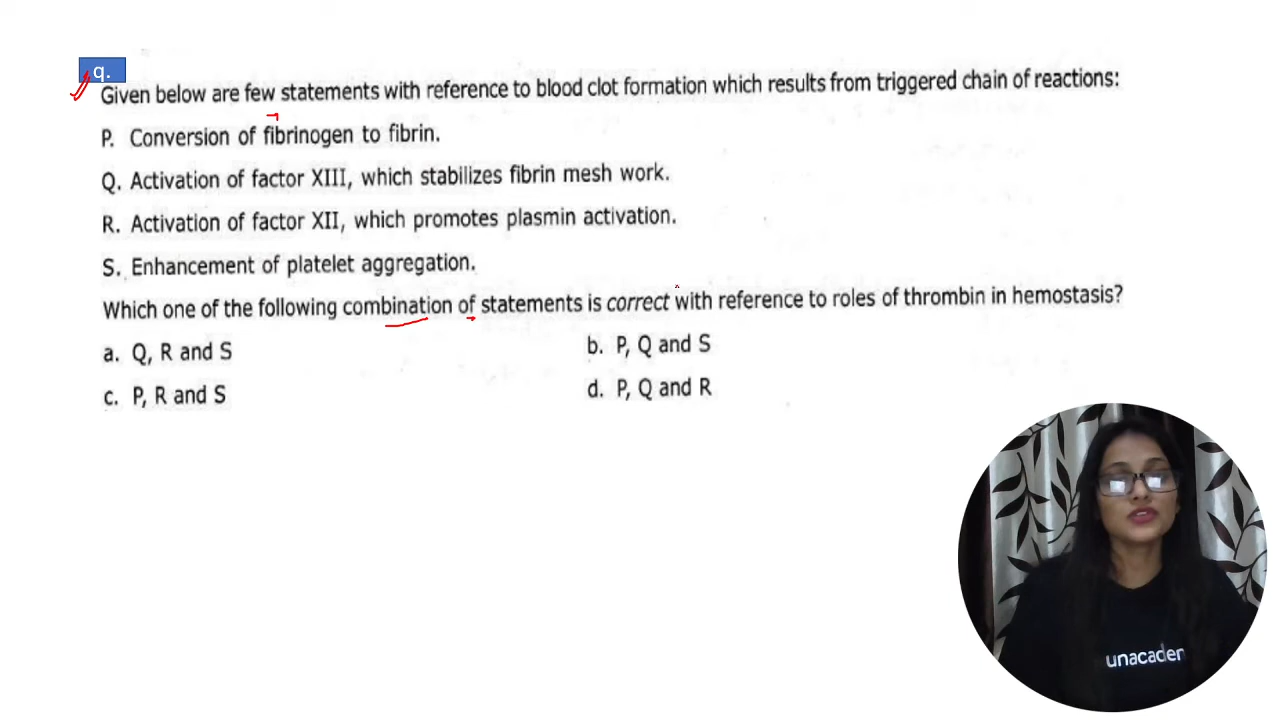 q.
Given below are few statements with reference to blood clot formation which results from triggered chain of reactions:
P. Conversion of fibrinogen to fibrin.
Q. Activation of factor XIII, which stabilizes fibrin mesh work.
R. Activation of factor XII, which promotes plasmin activation.
S. Enhancement of platelet aggregation.
Which one of the following combination of statements is correct with reference to roles of thrombin in hemostasis?
a. Q, R and S
b. P, Q and S
c. P, R and S
d. P, Q and R
unacader